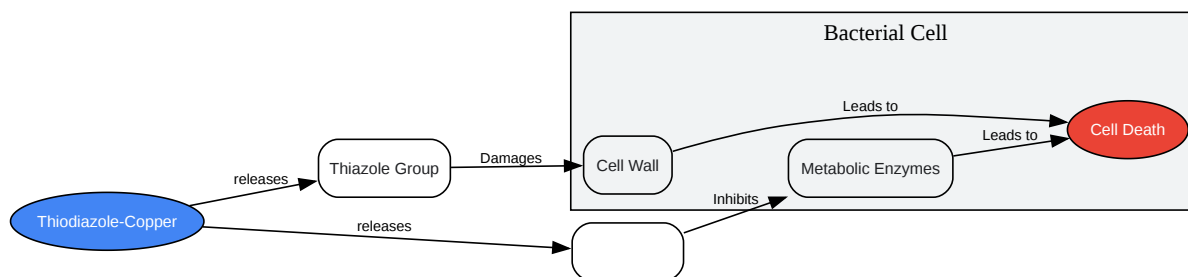 Bacterial Cell
Leads to
Cell Death
Leads to
Damages
Cell Wall
Thiazole Group
Metabolic Enzymes
releases
Inhibits
Thiodiazole-Copper
releases